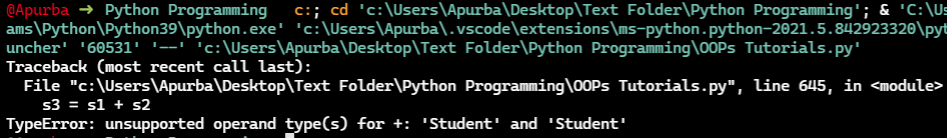 @Apurba → Python Programming c:; cd 'c:\Users\Apurba\Desktop\Text Folder\Python Programming'; & 'C:\Us
ams\Python\Python39\python.exe' 'c:\Users\Apurba\.vscode\extensions\ms-python.python-2021.5.842923320\pyt
uncher' '60531' '--' 'c:\Users\Apurba\Desktop\Text Folder\Python Programming\OOPs Tutorials.py'
Traceback (most recent call last):
File "c:\Users\Apurba\Desktop\Text Folder\Python Programming\OOPs Tutorials.py", line 645, in <module>
s3 = s1 + s2
TypeError: unsupported operand type(s) for +: 'Student' and 'Student'